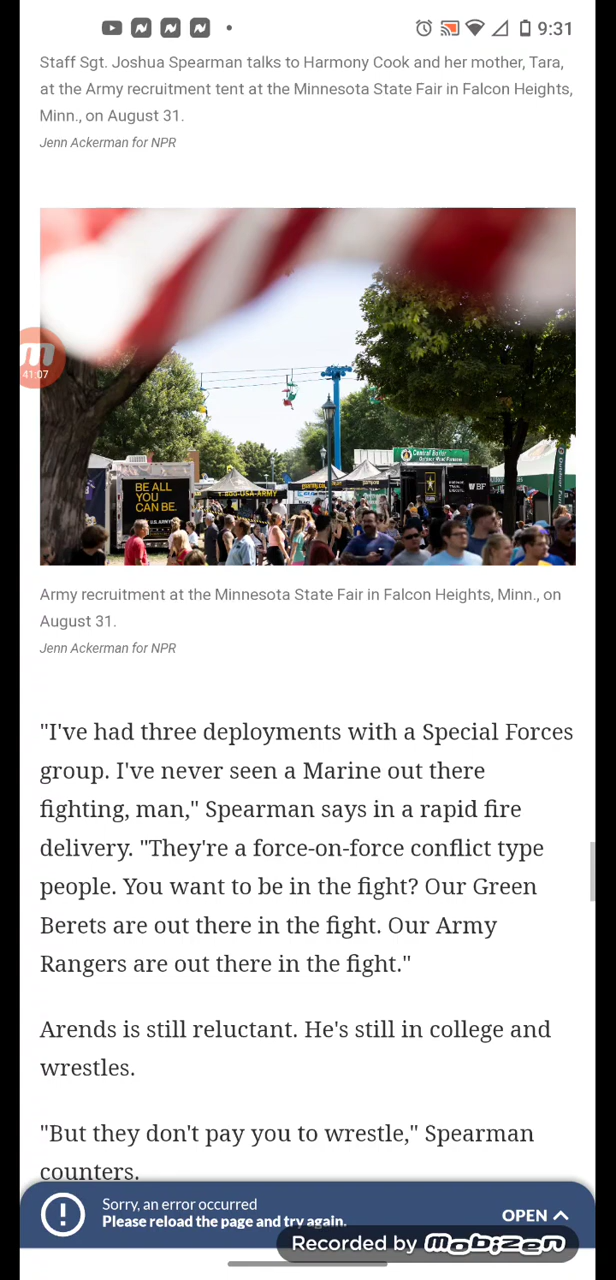 9:31
Staff Sgt. Joshua Spearman talks to Harmony Cook and her mother, Tara,
at the Army recruitment tent at the Minnesota State Fair in Falcon Heights,
Minn., on August 31.
Jenn Ackerman for NPR
41:07
BE ALL
YOU
CAN BE.
U.S. ARMY
1-800-USA-ARMY
Army recruitment at the Minnesota State Fair in Falcon Heights, Minn., on
August 31.
Jenn Ackerman for NPR
"I've had three deployments with a Special Forces
group. I've never seen a Marine out there
fighting, man," Spearman says in a rapid fire
delivery. "They're a force-on-force conflict type
people. You want to be in the fight? Our Green
Berets are out there in the fight. Our Army
Rangers are out there in the fight."
Arends is still reluctant. He's still in college and
wrestles.
"But they don't pay you to wrestle," Spearman
counters.
Sorry, an error occurred
Please reload the page and try again.
OPEN
Recorded by mobizen